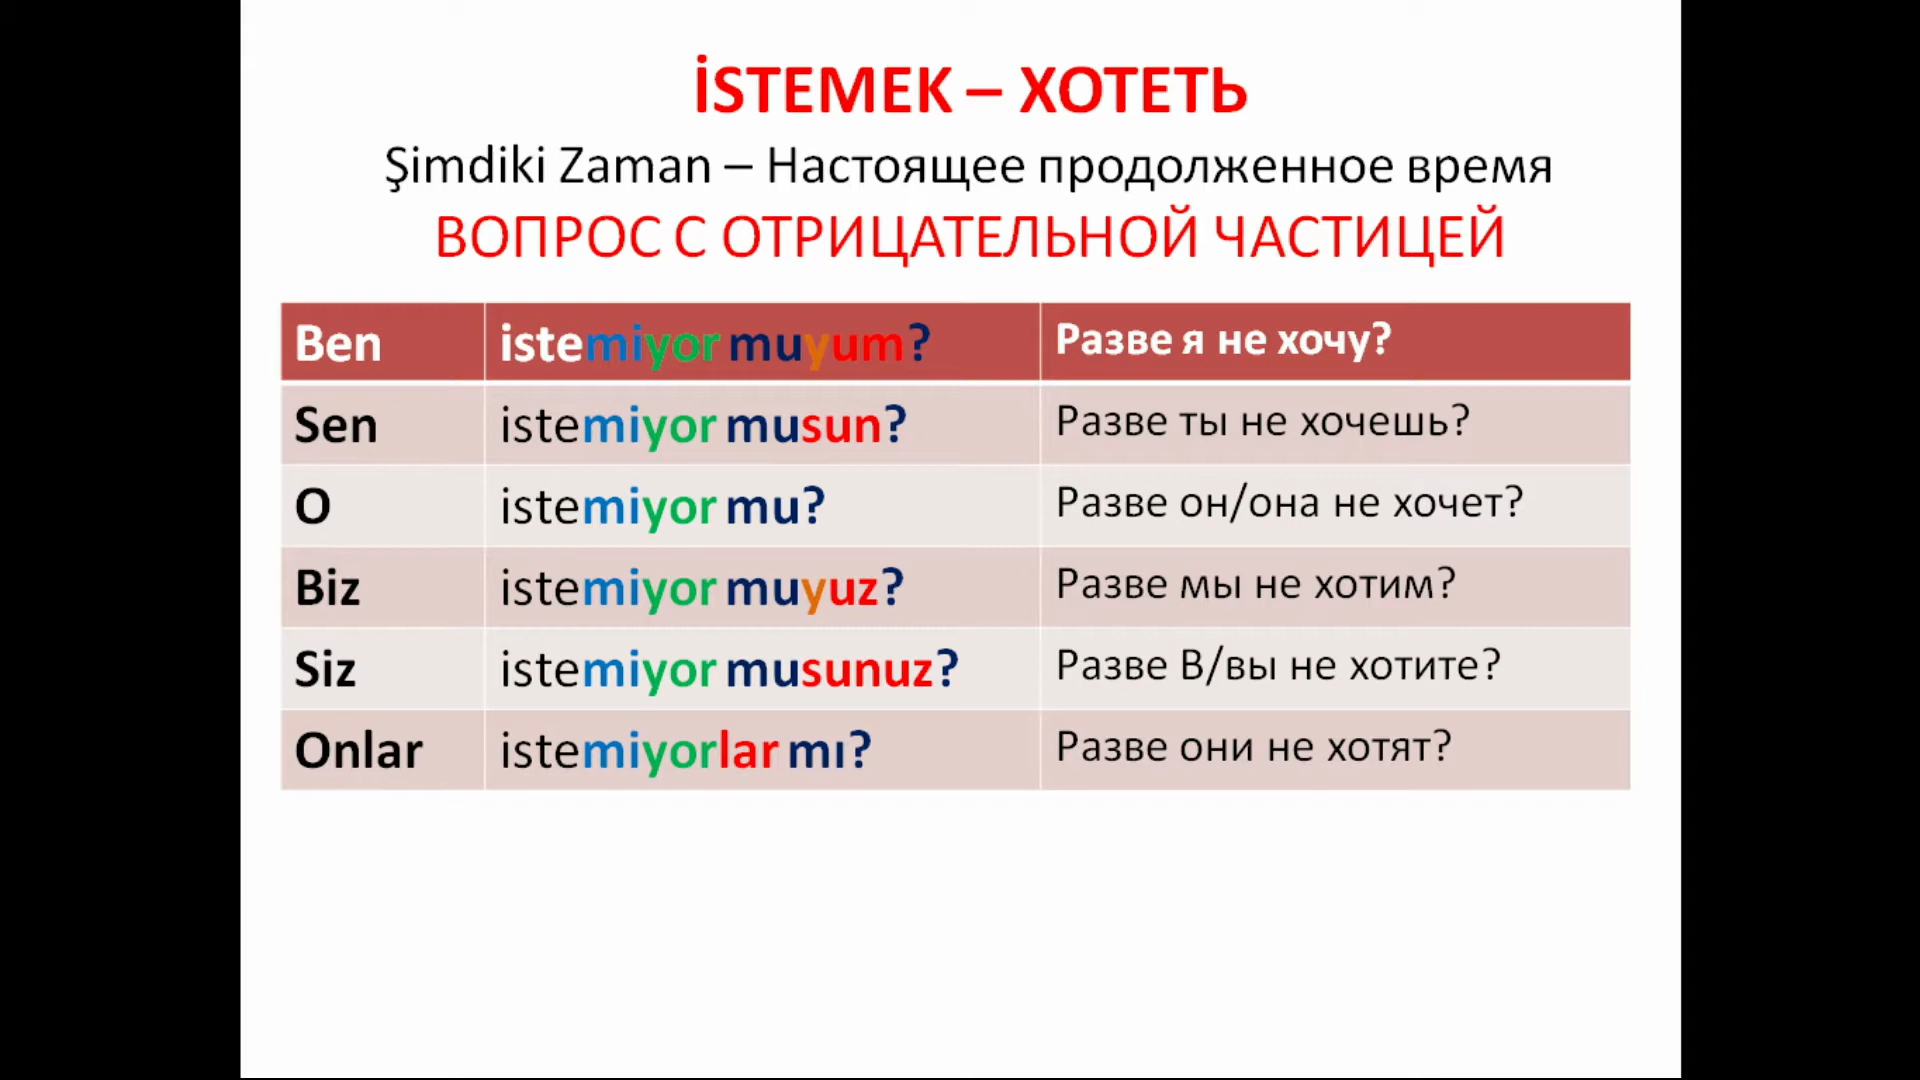 İSTEMEK – ХОТЕТЬ
Şimdiki Zaman – Настоящее продолженное время
ВОПРОС С ОТРИЦАТЕЛЬНОЙ ЧАСТИЦЕЙ
Ben istemiyor muyum? Разве я не хочу?
Sen istemiyor musun? Разве ты не хочешь?
O istemiyor mu? Разве он/она не хочет?
Biz istemiyor muyuz? Разве мы не хотим?
Siz istemiyor musunuz? Разве В/вы не хотите?
Onlar istemiyorlar mı? Разве они не хотят?